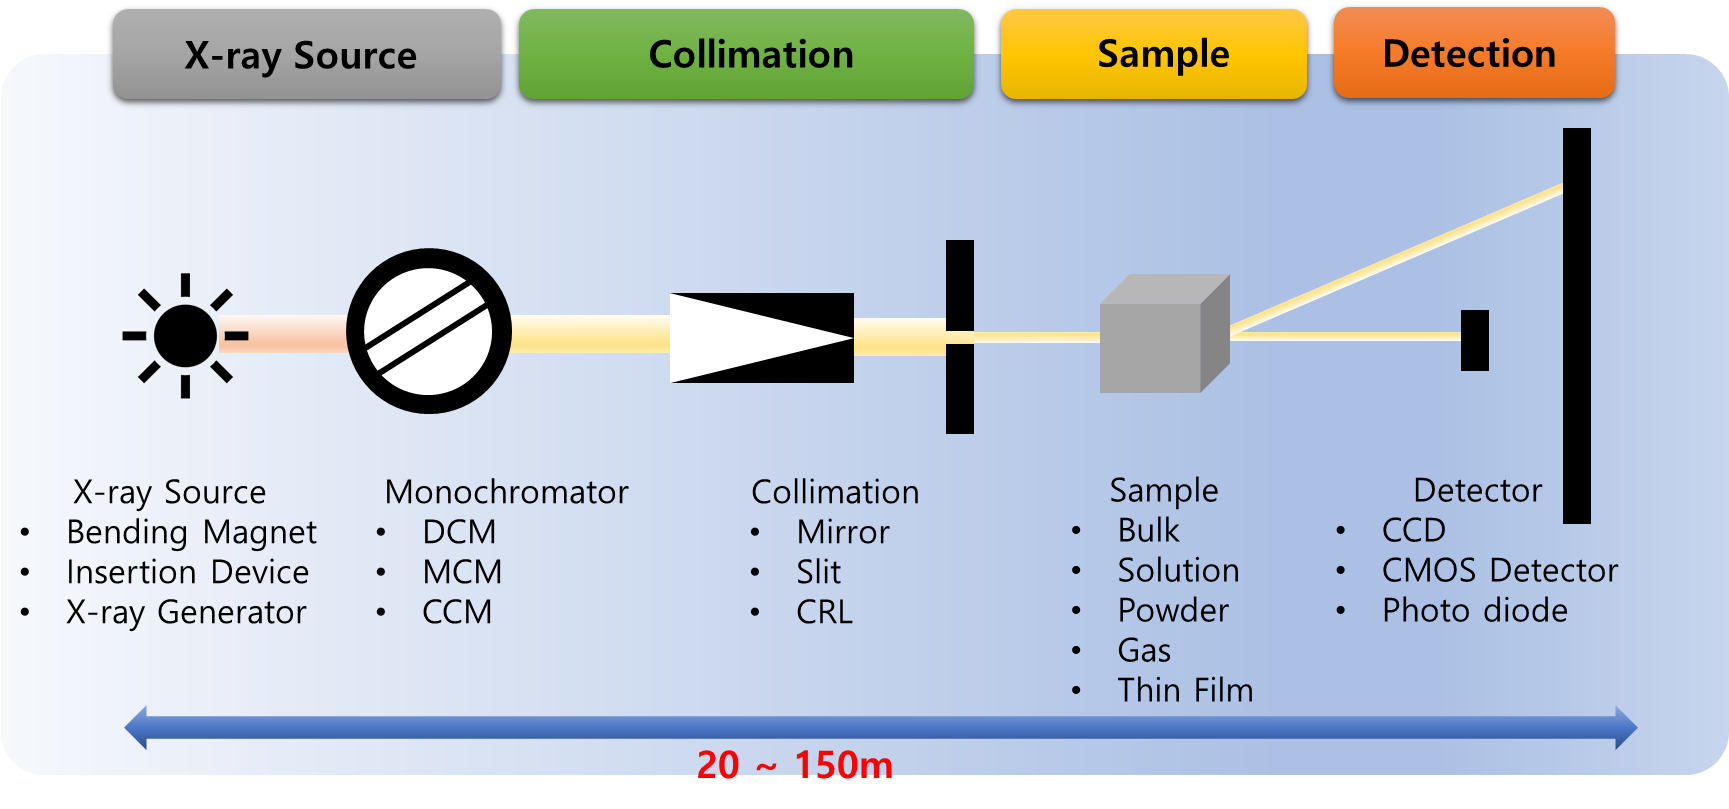 X-ray Source
Collimation
Sample
Detection
X-ray Source
• Bending Magnet
• Insertion Device
• X-ray Generator
Monochromator
• DCM
• MCM
• CCM
Collimation
• Mirror
• Slit
• CRL
Sample
• Bulk
• Solution
• Powder
• Gas
• Thin Film
Detector
• CCD
• CMOS Detector
• Photo diode
20 ~ 150m